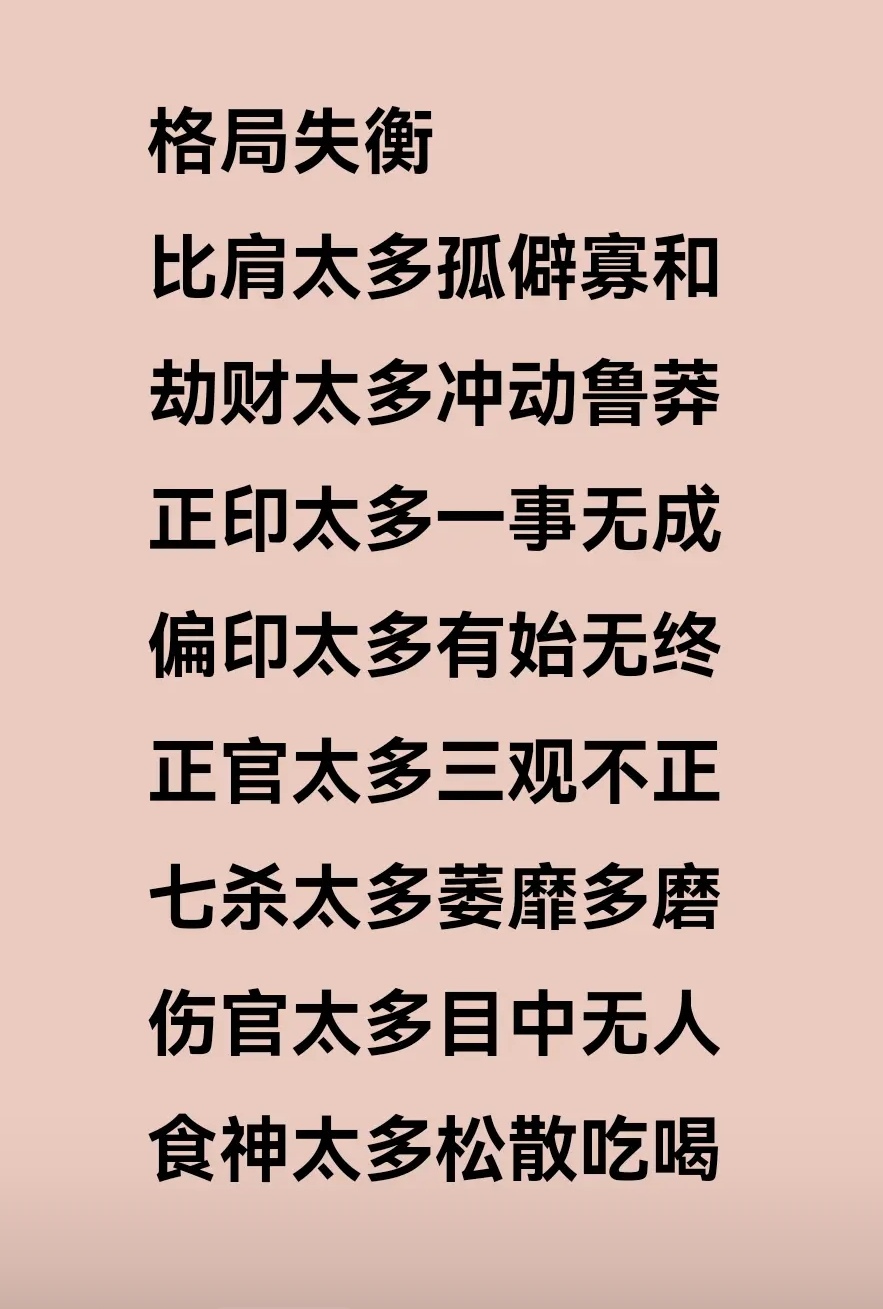 格局失衡
比肩太多孤僻寡和
劫财太多冲动鲁莽
正印太多一事无成
偏印太多有始无终
正官太多三观不正
七杀太多萎靡多磨
伤官太多目中无人
食神太多松散吃喝